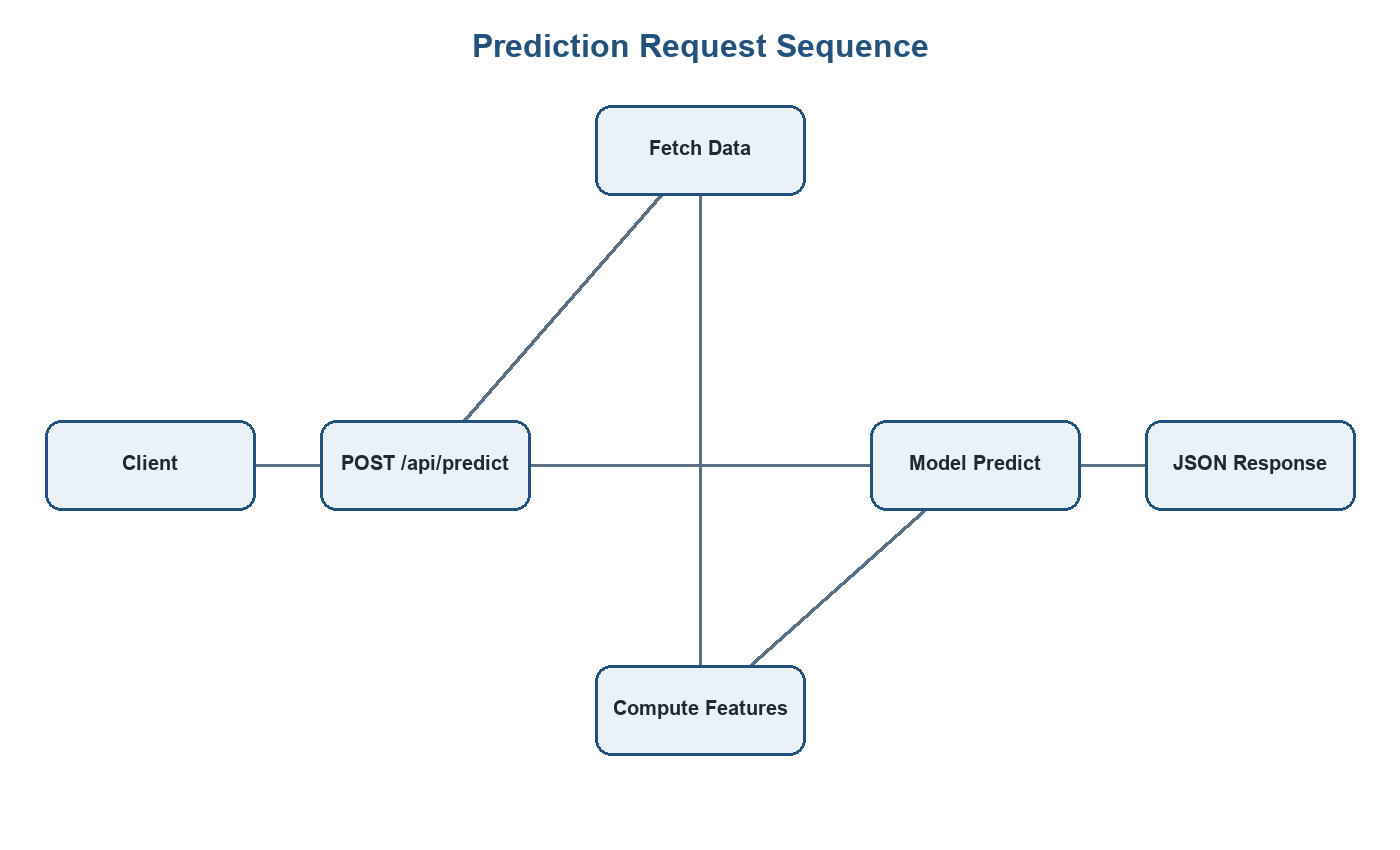 Prediction Request Sequence
Fetch Data
Client
POST /api/predict
Model Predict
JSON Response
Compute Features